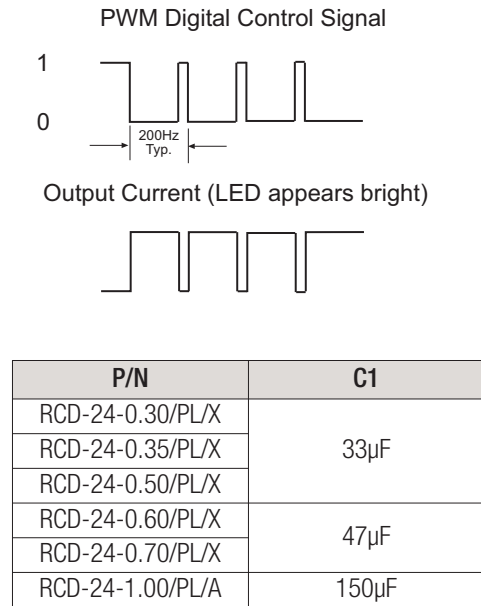 PWM Digital Control Signal
1
0
200Hz
Typ.
Output Current (LED appears bright)
P/N C1
RCD-24-0.30/PL/X
RCD-24-0.35/PL/X 33µF
RCD-24-0.50/PL/X
RCD-24-0.60/PL/X 47µF
RCD-24-0.70/PL/X
RCD-24-1.00/PL/A 150µF